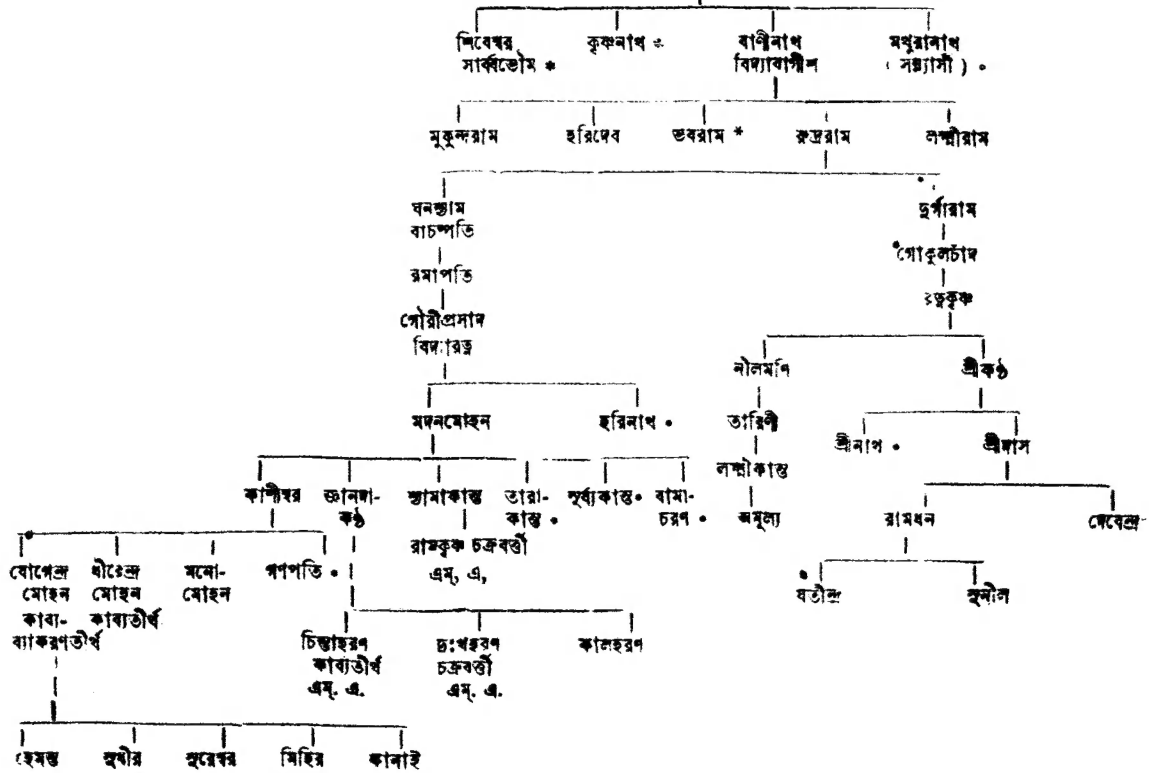 শিবেশ্বর কৃষ্ণনাথ * বাণীনাথ মথুরানাথ
সার্ব্বভৌম * বিদ্যাবাগীশ ( সন্ন্যাসী ) *
মুকুন্দরাম হরিদেব ভবরাম * রুদ্ররাম লক্ষ্মীরাম
ঘনশ্যাম দুর্গারাম
বাচস্পতি
গোকুলচাঁদ
রমাপতি
রত্নকৃষ্ণ
গৌরীপ্রসাদ
বিদ্যারত্ন
নীলমণি শ্রীকণ্ঠ
মদনমোহন হরিনাথ * তারিণী
শ্রীনাথ * শ্রীদাস
লক্ষ্মীকান্ত
কাশীশ্বর জ্ঞানদা- শ্যামাকান্ত তারা- সূর্য্যকান্ত * বামা-
কণ্ঠ কান্ত * চরণ * অমূল্য রামধন দেবেন্দ্র
রামকৃষ্ণ চক্রবর্ত্তী
এম্, এ,
যোগেন্দ্র ধীরেন্দ্র মনো- গণপতি *
মোহন মোহন মোহন
কাব্য- কাব্যতীর্থ
ব্যাকরণতীর্থ
যতীন্দ্র সুনীল
চিন্তাহরণ দুঃখহরণ কালহরণ
কাব্যতীর্থ চক্রবর্ত্তী
এম্. এ. এম্. এ.
হেমন্ত সুধীর সুরেশ্বর মিহির কানাই